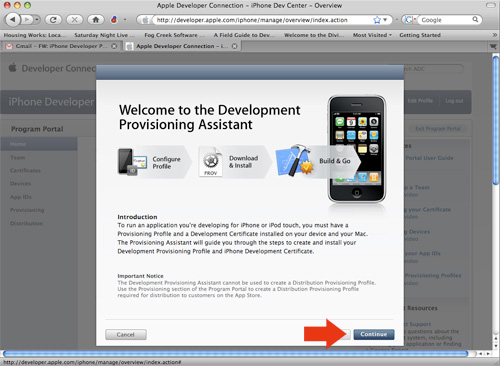 Apple Developer Connection – iPhone Dev Center – Overview
http://developer.apple.com/iphone/manage/overview/index.action
Google
Housing Works: Loca... Saturday Night Live ... Fog Creek Software ... A Field Guide to Dev... Welcome to the Divi... Most Visited Getting Started
Gmail – FW: iPhone Developer P... Apple Developer Connection – i...
Developer Connec
iPhone Developer
Edit Profile Log out
Program Portal
Exit Program Portal
Home
Team
Certificates
Devices
App IDs
Provisioning
Distribution
Welcome to the Development
Provisioning Assistant
Configure
Profile
PROV
Download
& Install
Build & Go
Portal User Guide
Introduction
To run an application you're developing for iPhone or iPod touch, you must have a
Provisioning Profile and a Development Certificate installed on your device and your Mac.
The Provisioning Assistant will guide you through the steps to create and install your
Development Provisioning Profile and iPhone Development Certificate.
Important Notice
The Development Provisioning Assistant cannot be used to create a Distribution Provisioning Profile.
Use the Provisioning section of the Program Portal to create a Distribution Provisioning Profile
required for distribution to customers on the App Store.
Cancel
Continue
http://developer.apple.com/iphone/manage/overview/index.action#